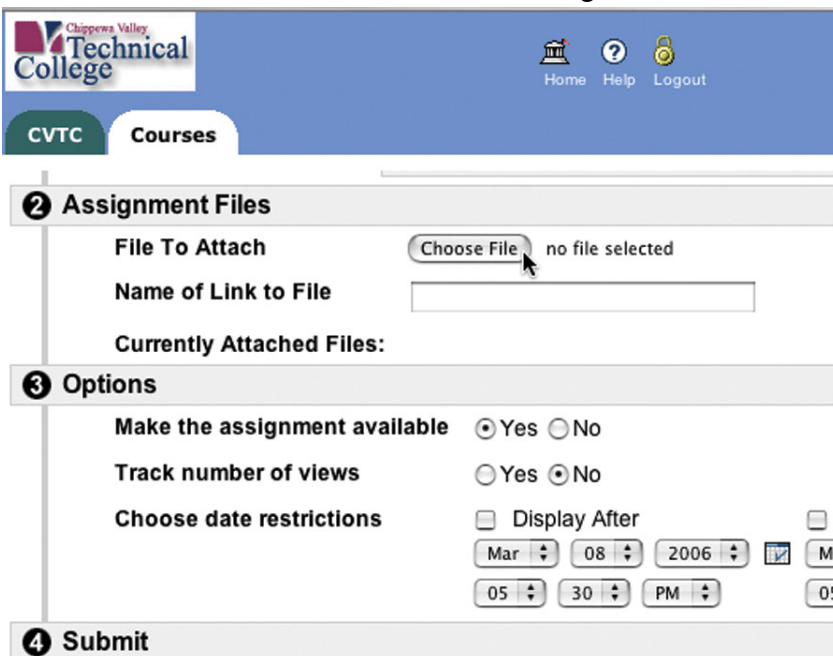 Chippewa Valley
Technical
College
Home Help Logout
CVTC Courses
2 Assignment Files
File To Attach Choose File no file selected
Name of Link to File
Currently Attached Files:
3 Options
Make the assignment available Yes No
Track number of views Yes No
Choose date restrictions Display After
Mar 08 2006
05 30 PM
4 Submit